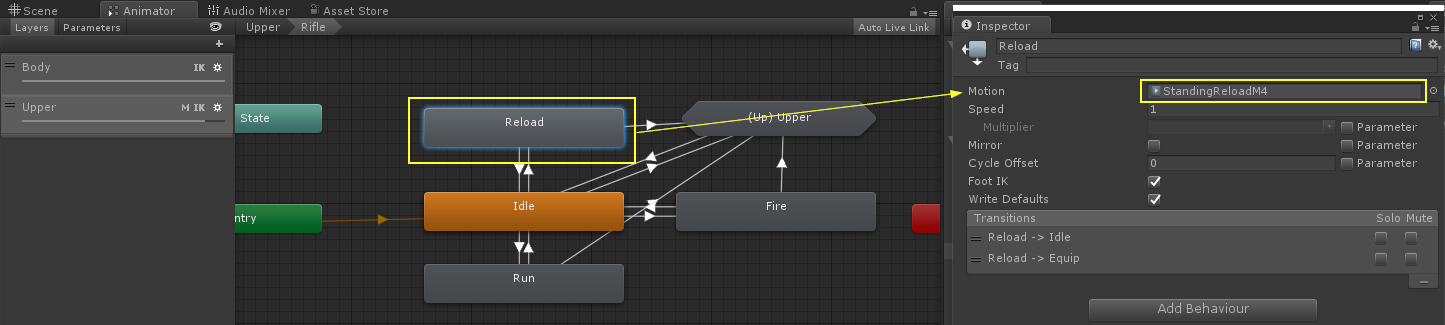 Scene
Animator
Audio Mixer
Asset Store
Layers
Parameters
Upper
Rifle
Auto Live Link
Body
IK
Upper
M IK
State
ntry
Reload
(Up) Upper
Idle
Fire
Run
Inspector
Reload
Tag
Motion
StandingReloadM4
Speed
1
Multiplier
Parameter
Mirror
Parameter
Cycle Offset
0
Parameter
Foot IK
Write Defaults
Transitions
Solo
Mute
Reload -> Idle
Reload -> Equip
Add Behaviour